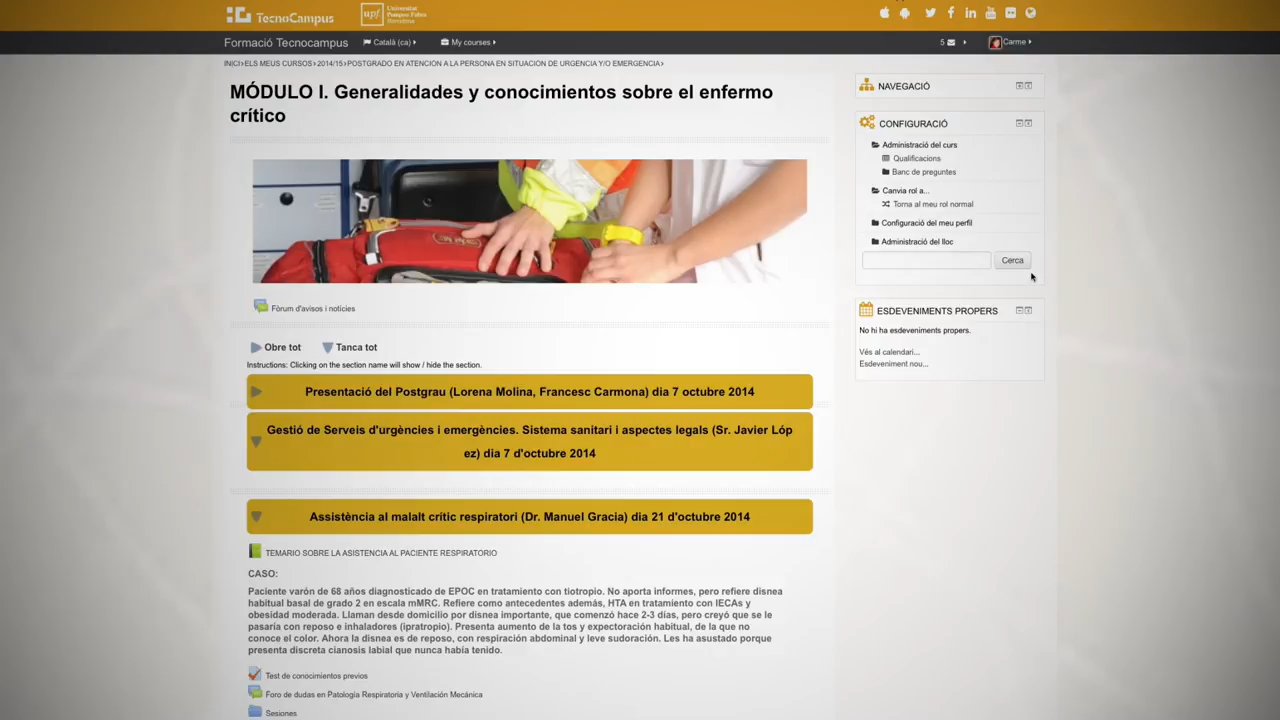 TecnoCampus
upf.
Universitat
Pompeu Fabra
Barcelona
Formació Tecnocampus
Català (ca)
My courses
5
Carme
INICI › ELS MEUS CURSOS › 2014/15 › POSTGRADO EN ATENCION A LA PERSONA EN SITUACION DE URGENCIA Y/O EMERGENCIA ›
MÓDULO I. Generalidades y conocimientos sobre el enfermo
crítico
Fòrum d'avisos i notícies
Obre tot
Tanca tot
Instructions: Clicking on the section name will show / hide the section.
Presentació del Postgrau (Lorena Molina, Francesc Carmona) dia 7 octubre 2014
Gestió de Serveis d'urgències i emergències. Sistema sanitari i aspectes legals (Sr. Javier Lóp
ez) dia 7 d'octubre 2014
Assistència al malalt crític respiratori (Dr. Manuel Gracia) dia 21 d'octubre 2014
TEMARIO SOBRE LA ASISTENCIA AL PACIENTE RESPIRATORIO
CASO:
Paciente varón de 68 años diagnosticado de EPOC en tratamiento con tiotropio. No aporta informes, pero refiere disnea
habitual basal de grado 2 en escala mMRC. Refiere como antecedentes además, HTA en tratamiento con IECAs y
obesidad moderada. Llaman desde domicilio por disnea importante, que comenzó hace 2-3 días, pero creyó que se le
pasaría con reposo e inhaladores (ipratropio). Presenta aumento de la tos y expectoración habitual, de la que no
conoce el color. Ahora la disnea es de reposo, con respiración abdominal y leve sudoración. Les ha asustado porque
presenta discreta cianosis labial que nunca había tenido.
Test de conocimientos previos
Foro de dudas en Patología Respiratoria y Ventilación Mecánica
Sesiones
NAVEGACIÓ
CONFIGURACIÓ
Administració del curs
Qualificacions
Banc de preguntes
Canvia rol a...
Torna al meu rol normal
Configuració del meu perfil
Administració del lloc
Cerca
ESDEVENIMENTS PROPERS
No hi ha esdeveniments propers.
Vés al calendari...
Esdeveniment nou...